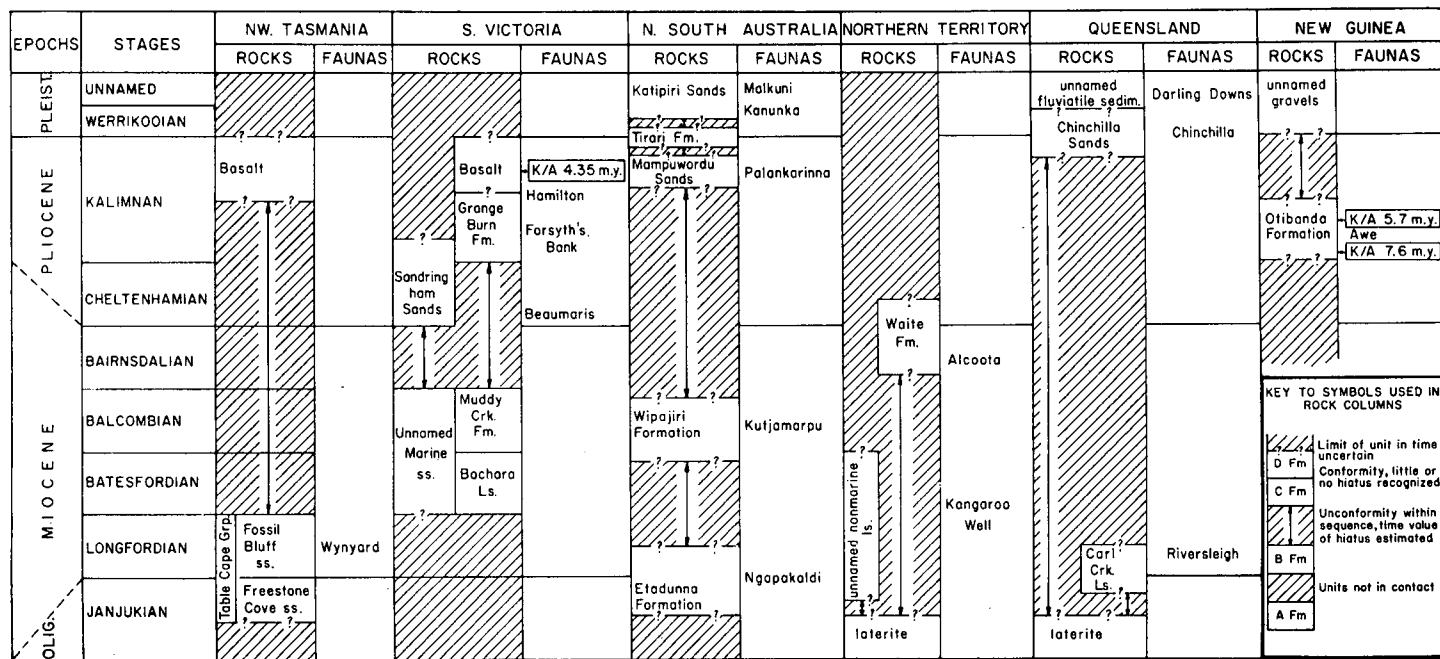 EPOCHS
STAGES
NW. TASMANIA
S. VICTORIA
N. SOUTH AUSTRALIA
NORTHERN TERRITORY
QUEENSLAND
NEW GUINEA
ROCKS
FAUNAS
ROCKS
FAUNAS
ROCKS
FAUNAS
ROCKS
FAUNAS
ROCKS
FAUNAS
ROCKS
FAUNAS
PLEIST.
PLIOCENE
MIOCENE
OLIG.
UNNAMED
WERRIKOOIAN
KALIMNAN
CHELTENHAMIAN
BAIRNSDALIAN
BALCOMBIAN
BATESFORDIAN
LONGFORDIAN
JANJUKIAN
? ?
Basalt
? ?
Table Cape Grp.
Fossil
Bluff
ss.
Freestone
Cove ss.
? ?
Wynyard
?
Basalt
?
Grange
Burn
Fm.
?
Sandring
ham
Sands
Unnamed
Marine
ss.
?
Muddy
Crk.
Fm.
Bochara
Ls.
K/A 4.35 m.y.
Hamilton
Forsyth's
Bank
Beaumaris
Katipiri Sands
? ?
Tirari Fm.
? ?
Mampuwordu
Sands
? ?
? ?
Wipajiri
Formation
? ?
? ?
Etadunna
Formation
? ?
Malkuni
Kanunka
Palankarinna
Kutjamarpu
Ngapakaldi
?
Waite
Fm.
?
?
unnamed nonmarine
ls.
?
? ?
laterite
Alcoota
Kangaroo
Well
unnamed
fluviatile sedim.
? ?
Chinchilla
Sands
? ?
?
Carl
Crk.
Ls.
?
? ?
laterite
Darling Downs
Chinchilla
Riversleigh
unnamed
gravels
? ?
? ?
Otibanda
Formation
? ?
K/A 5.7 m.y.
Awe
K/A 7.6 m.y.
KEY TO SYMBOLS USED IN
ROCK COLUMNS
? ?
D Fm
C Fm
B Fm
A Fm
Limit of unit in time
uncertain
Conformity, little or
no hiatus recognized
Unconformity within
sequence, time value
of hiatus estimated
Units not in contact